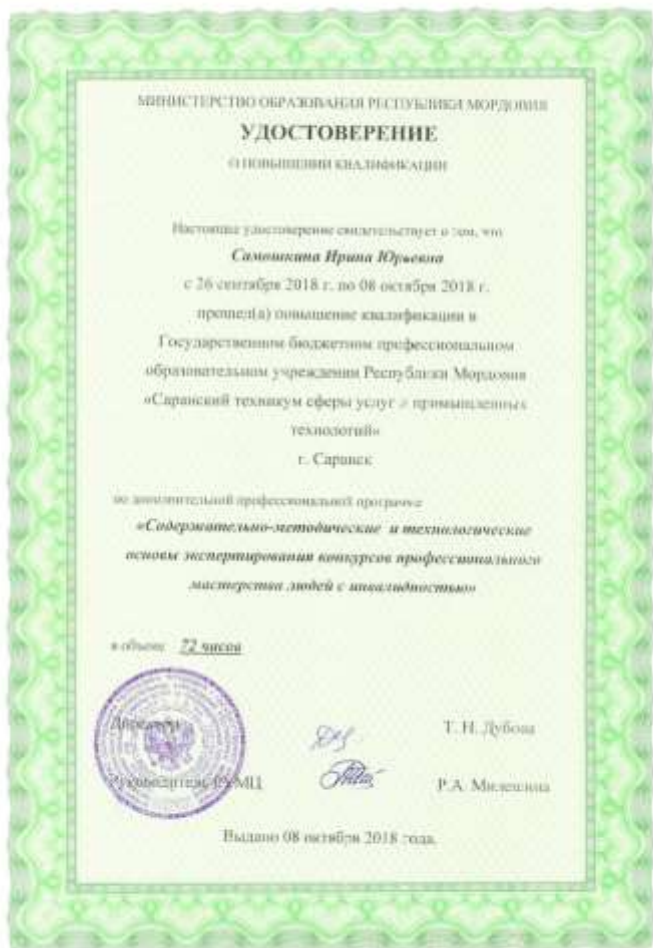 МИНИСТЕРСТВО ОБРАЗОВАНИЯ РЕСПУБЛИКИ МОРДОВИЯ
УДОСТОВЕРЕНИЕ
О ПОВЫШЕНИИ КВАЛИФИКАЦИИ
Настоящее удостоверение свидетельствует о том, что
Самошкина Ирина Юрьевна
с 26 сентября 2018 г. по 08 октября 2018 г.
прошел(а) повышение квалификации в
Государственном бюджетном профессиональном
образовательном учреждении Республики Мордовия
«Саранский техникум сферы услуг и промышленных
технологий»
г. Саранск
по дополнительной профессиональной программе
«Содержательно-методические и технологические
основы экспертирования конкурсов профессионального
мастерства людей с инвалидностью»
в объеме 72 часов
Директор
Т. Н. Дубова
Руководитель РУМЦ
Р.А. Милешина
Выдано 08 октября 2018 года.